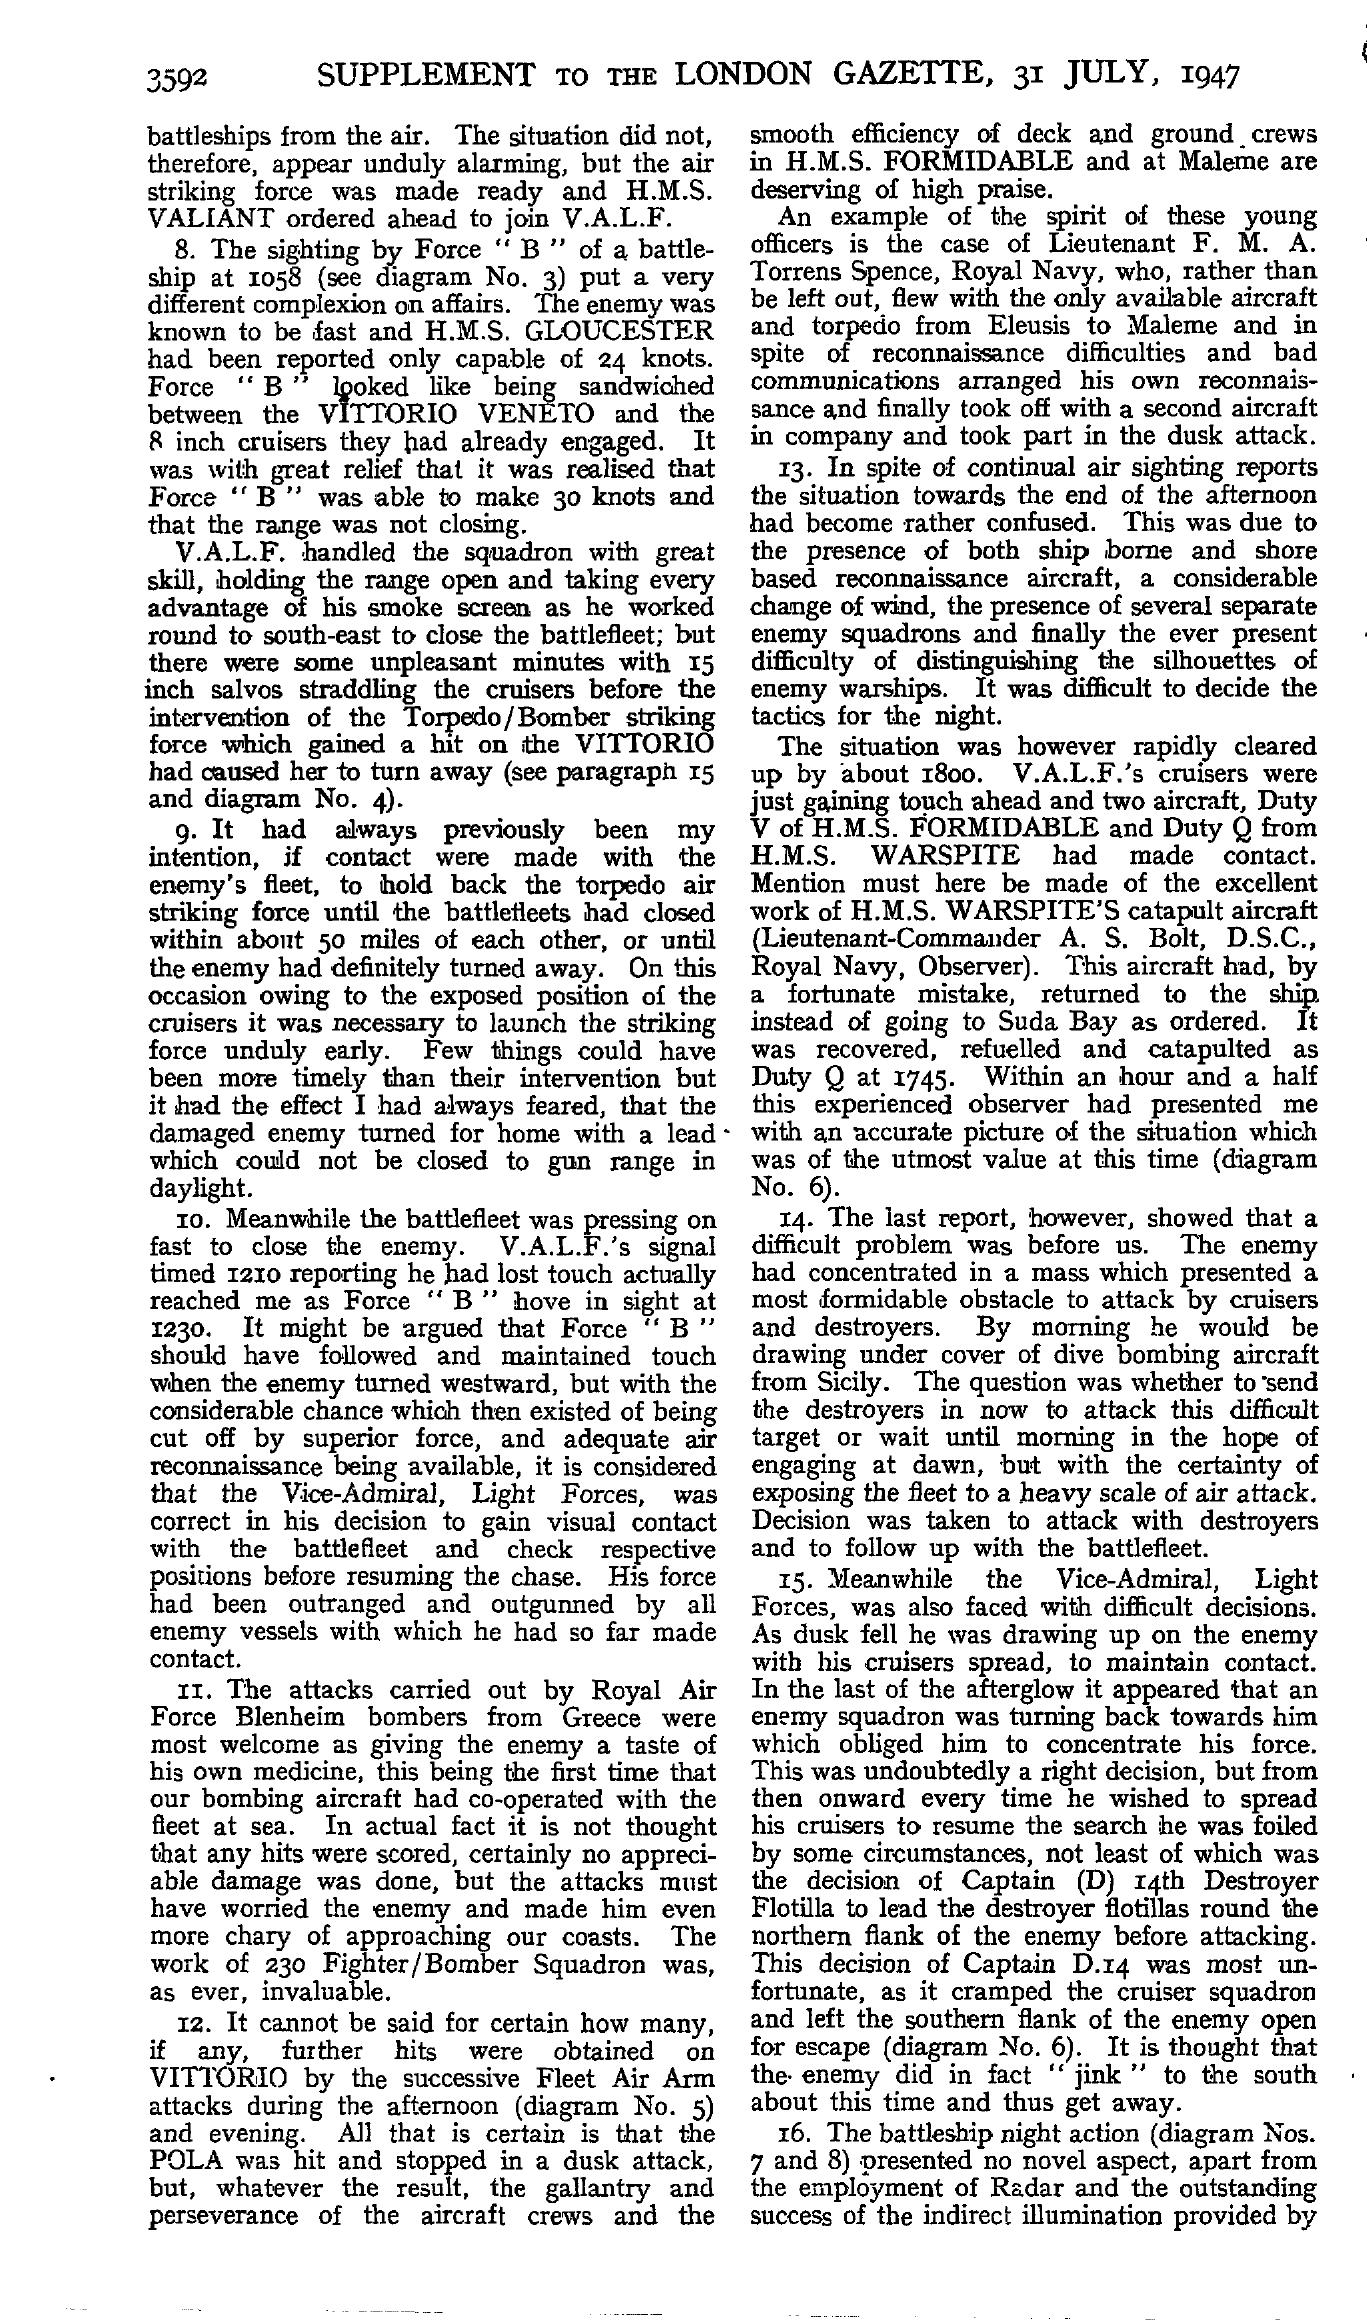 3592 SUPPLEMENT TO THE LONDON GAZETTE, 31 JULY, 1947
battleships from the air. The situation did not,
therefore, appear unduly alarming, but the air
striking force was made ready and H.M.S.
VALIANT ordered ahead to join V.A.L.F.
8. The sighting by Force " B " of a battle-
ship at 1058 (see diagram No. 3) put a very
different complexion on affairs. The enemy was
known to be fast and H.M.S. GLOUCESTER
had been reported only capable of 24 knots.
Force " B " looked like being sandwiched
between the VITTORIO VENETO and the
8 inch cruisers they had already engaged. It
was with great relief that it was realised that
Force " B " was able to make 30 knots and
that the range was not closing.
V.A.L.F. handled the squadron with great
skill, holding the range open and taking every
advantage of his smoke screen as he worked
round to south-east to close the battlefleet; but
there were some unpleasant minutes with 15
inch salvos straddling the cruisers before the
intervention of the Torpedo/Bomber striking
force which gained a hit on the VITTORIO
had caused her to turn away (see paragraph 15
and diagram No. 4).
9. It had always previously been my
intention, if contact were made with the
enemy's fleet, to hold back the torpedo air
striking force until the battlefleets had closed
within about 50 miles of each other, or until
the enemy had definitely turned away. On this
occasion owing to the exposed position of the
cruisers it was necessary to launch the striking
force unduly early. Few things could have
been more timely than their intervention but
it had the effect I had always feared, that the
damaged enemy turned for home with a lead
which could not be closed to gun range in
daylight.
10. Meanwhile the battlefleet was pressing on
fast to close the enemy. V.A.L.F.'s signal
timed 1210 reporting he had lost touch actually
reached me as Force " B " hove in sight at
1230. It might be argued that Force " B "
should have followed and maintained touch
when the enemy turned westward, but with the
considerable chance which then existed of being
cut off by superior force, and adequate air
reconnaissance being available, it is considered
that the Vice-Admiral, Light Forces, was
correct in his decision to gain visual contact
with the battlefleet and check respective
positions before resuming the chase. His force
had been outranged and outgunned by all
enemy vessels with which he had so far made
contact.
11. The attacks carried out by Royal Air
Force Blenheim bombers from Greece were
most welcome as giving the enemy a taste of
his own medicine, this being the first time that
our bombing aircraft had co-operated with the
fleet at sea. In actual fact it is not thought
that any hits were scored, certainly no appreci-
able damage was done, but the attacks must
have worried the enemy and made him even
more chary of approaching our coasts. The
work of 230 Fighter/Bomber Squadron was,
as ever, invaluable.
12. It cannot be said for certain how many,
if any, further hits were obtained on
VITTORIO by the successive Fleet Air Arm
attacks during the afternoon (diagram No. 5)
and evening. All that is certain is that the
POLA was hit and stopped in a dusk attack,
but, whatever the result, the gallantry and
perseverance of the aircraft crews and the
smooth efficiency of deck and ground crews
in H.M.S. FORMIDABLE and at Maleme are
deserving of high praise.
An example of the spirit of these young
officers is the case of Lieutenant F. M. A.
Torrens Spence, Royal Navy, who, rather than
be left out, flew with the only available aircraft
and torpedo from Eleusis to Maleme and in
spite of reconnaissance difficulties and bad
communications arranged his own reconnais-
sance and finally took off with a second aircraft
in company and took part in the dusk attack.
13. In spite of continual air sighting reports
the situation towards the end of the afternoon
had become rather confused. This was due to
the presence of both ship borne and shore
based reconnaissance aircraft, a considerable
change of wind, the presence of several separate
enemy squadrons and finally the ever present
difficulty of distinguishing the silhouettes of
enemy warships. It was difficult to decide the
tactics for the night.
The situation was however rapidly cleared
up by about 1800. V.A.L.F.'s cruisers were
just gaining touch ahead and two aircraft, Duty
V of H.M.S. FORMIDABLE and Duty Q from
H.M.S. WARSPITE had made contact.
Mention must here be made of the excellent
work of H.M.S. WARSPITE'S catapult aircraft
(Lieutenant-Commander A. S. Bolt, D.S.C.,
Royal Navy, Observer). This aircraft had, by
a fortunate mistake, returned to the ship
instead of going to Suda Bay as ordered. It
was recovered, refuelled and catapulted as
Duty Q at 1745. Within an hour and a half
this experienced observer had presented me
with an accurate picture of the situation which
was of the utmost value at this time (diagram
No. 6).
14. The last report, however, showed that a
difficult problem was before us. The enemy
had concentrated in a mass which presented a
most formidable obstacle to attack by cruisers
and destroyers. By morning he would be
drawing under cover of dive bombing aircraft
from Sicily. The question was whether to send
the destroyers in now to attack this difficult
target or wait until morning in the hope of
engaging at dawn, but with the certainty of
exposing the fleet to a heavy scale of air attack.
Decision was taken to attack with destroyers
and to follow up with the battlefleet.
15. Meanwhile the Vice-Admiral, Light
Forces, was also faced with difficult decisions.
As dusk fell he was drawing up on the enemy
with his cruisers spread, to maintain contact.
In the last of the afterglow it appeared that an
enemy squadron was turning back towards him
which obliged him to concentrate his force.
This was undoubtedly a right decision, but from
then onward every time he wished to spread
his cruisers to resume the search he was foiled
by some circumstances, not least of which was
the decision of Captain (D) 14th Destroyer
Flotilla to lead the destroyer flotillas round the
northern flank of the enemy before attacking.
This decision of Captain D.14 was most un-
fortunate, as it cramped the cruiser squadron
and left the southern flank of the enemy open
for escape (diagram No. 6). It is thought that
the enemy did in fact " jink " to the south
about this time and thus get away.
16. The battleship night action (diagram Nos.
7 and 8) presented no novel aspect, apart from
the employment of Radar and the outstanding
success of the indirect illumination provided by